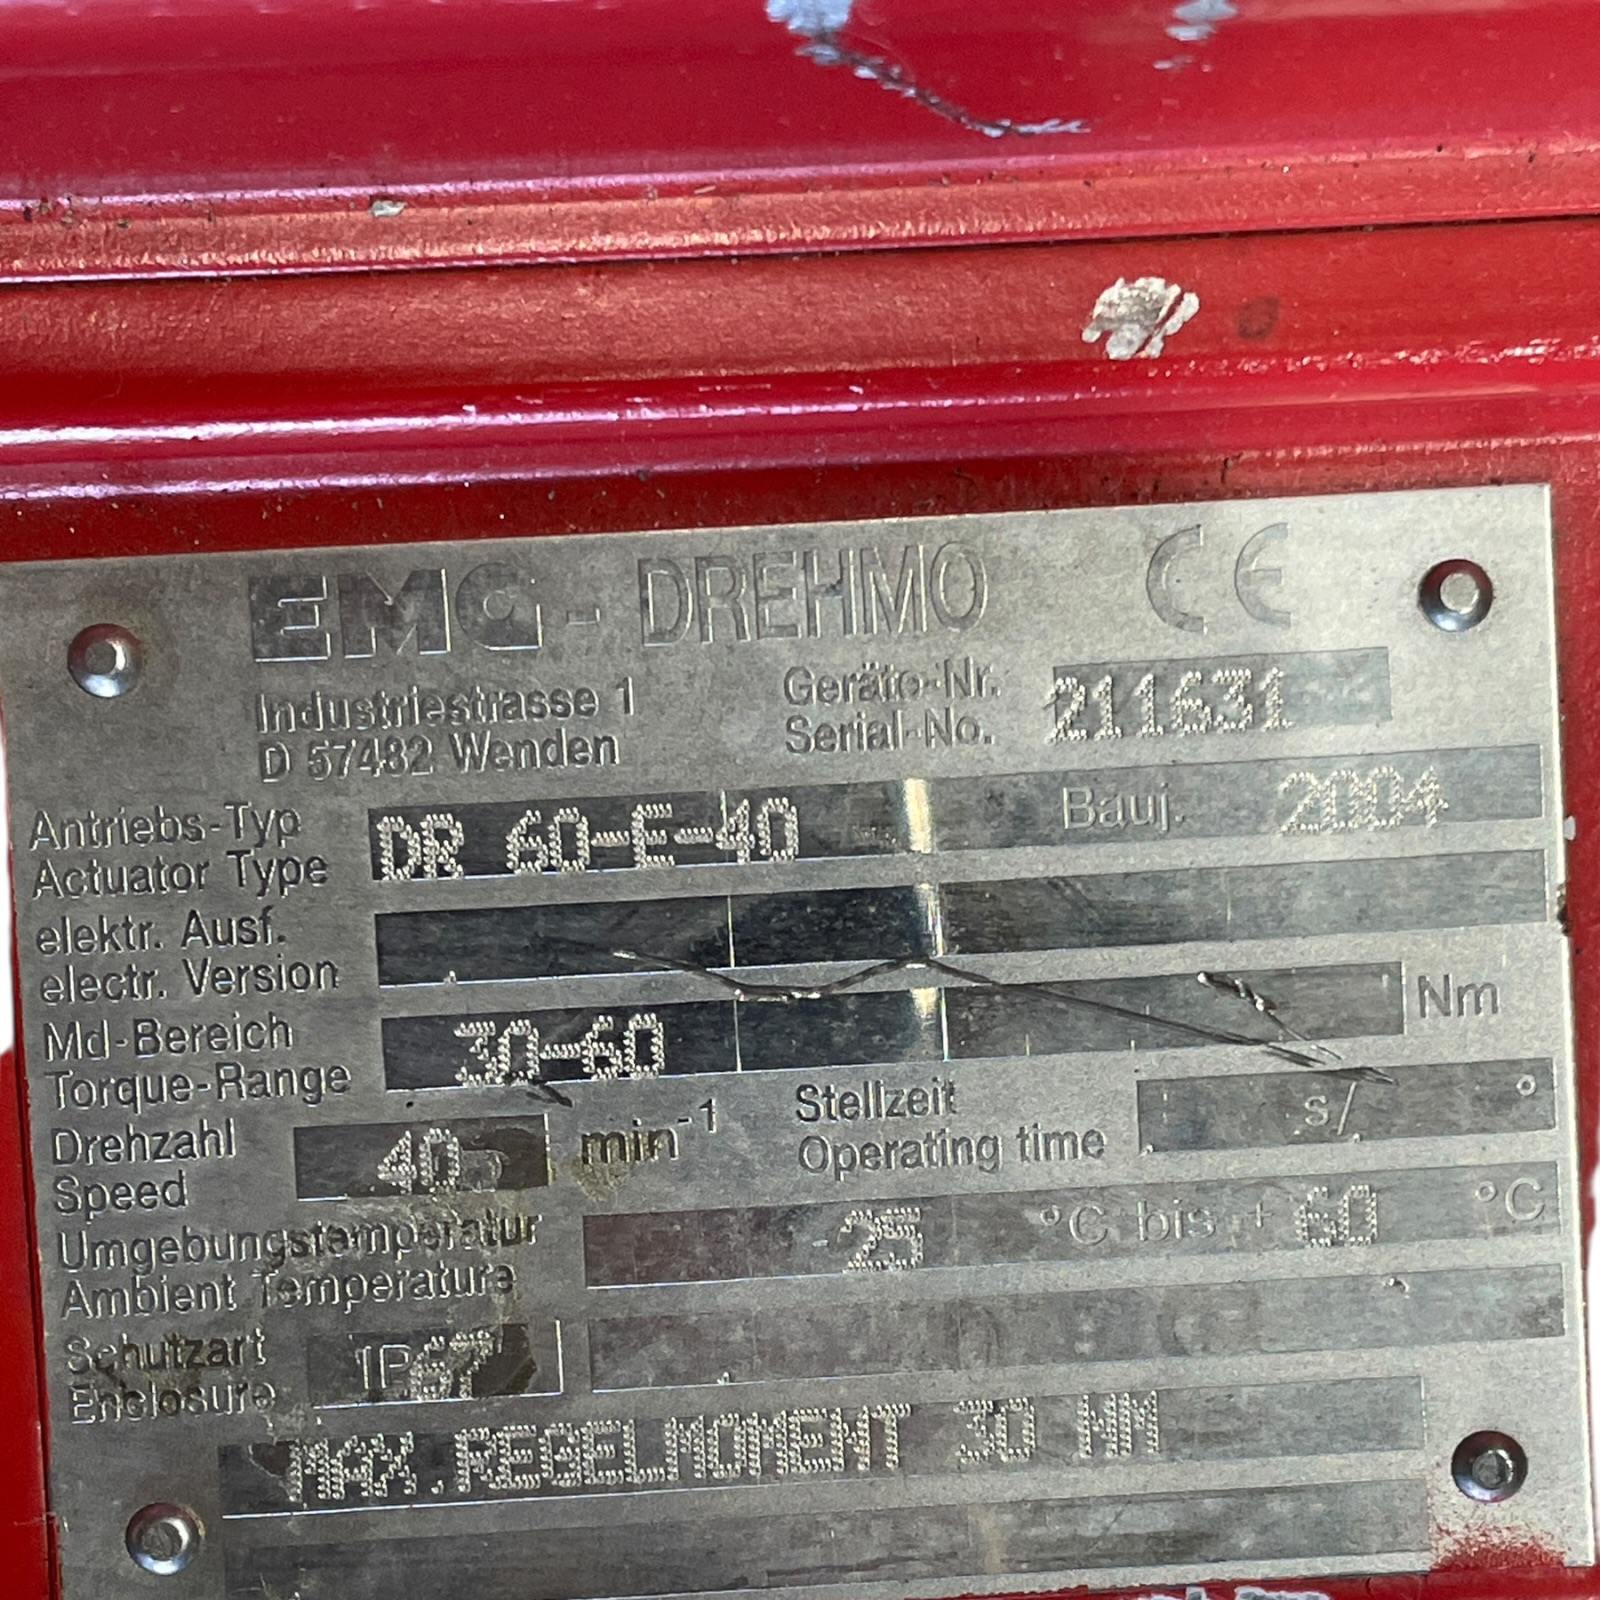 EMG - DREHMO CE
Industriestrasse 1
D 57482 Wenden
Geräte-Nr.
Serial-No. 211631
Antriebs-Typ
Actuator Type DR 60-E-40 Bauj. 2004
elektr. Ausf.
electr. Version
Md-Bereich
Torque-Range 30-60 Nm
Drehzahl
Speed 40 min-1
Stellzeit
Operating time s/ °
Umgebungstemperatur
Ambient Temperature -25 °C bis + 60 °C
Schutzart
Enclosure IP 67
MAX.REGELMOMENT 30 NM